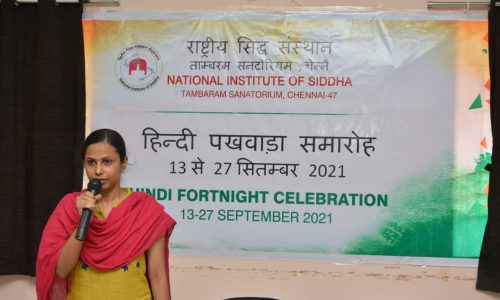 राष्ट्रीय सिद्ध संस्थान
ताम्बरम सनटोरियम, चेन्नै
NATIONAL INSTITUTE OF SIDDHA
TAMBARAM SANATORIUM, CHENNAI-47
हिन्दी पखवाड़ा समारोह
13 से 27 सितम्बर 2021
HINDI FORTNIGHT CELEBRATION
13-27 SEPTEMBER 2021